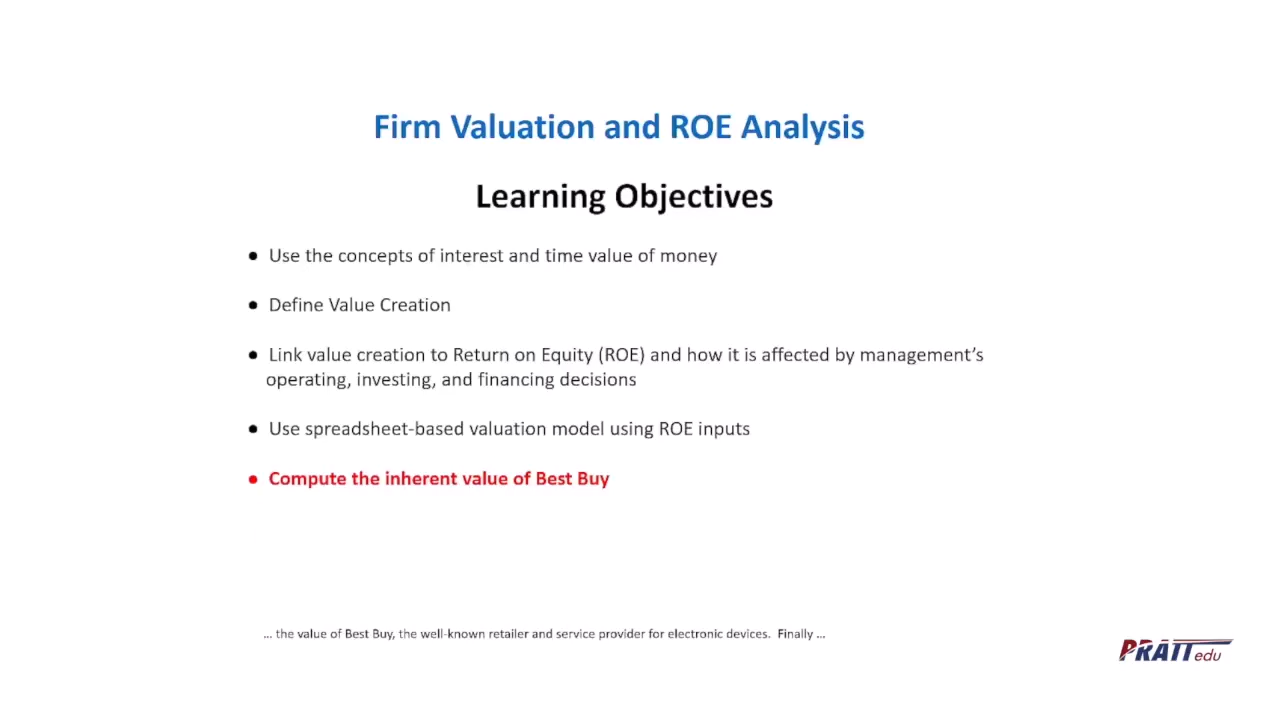 Firm Valuation and ROE Analysis
Learning Objectives
● Use the concepts of interest and time value of money
● Define Value Creation
● Link value creation to Return on Equity (ROE) and how it is affected by management’s
operating, investing, and financing decisions
● Use spreadsheet-based valuation model using ROE inputs
● Compute the inherent value of Best Buy
... the value of Best Buy, the well-known retailer and service provider for electronic devices.  Finally ...
PRATT edu